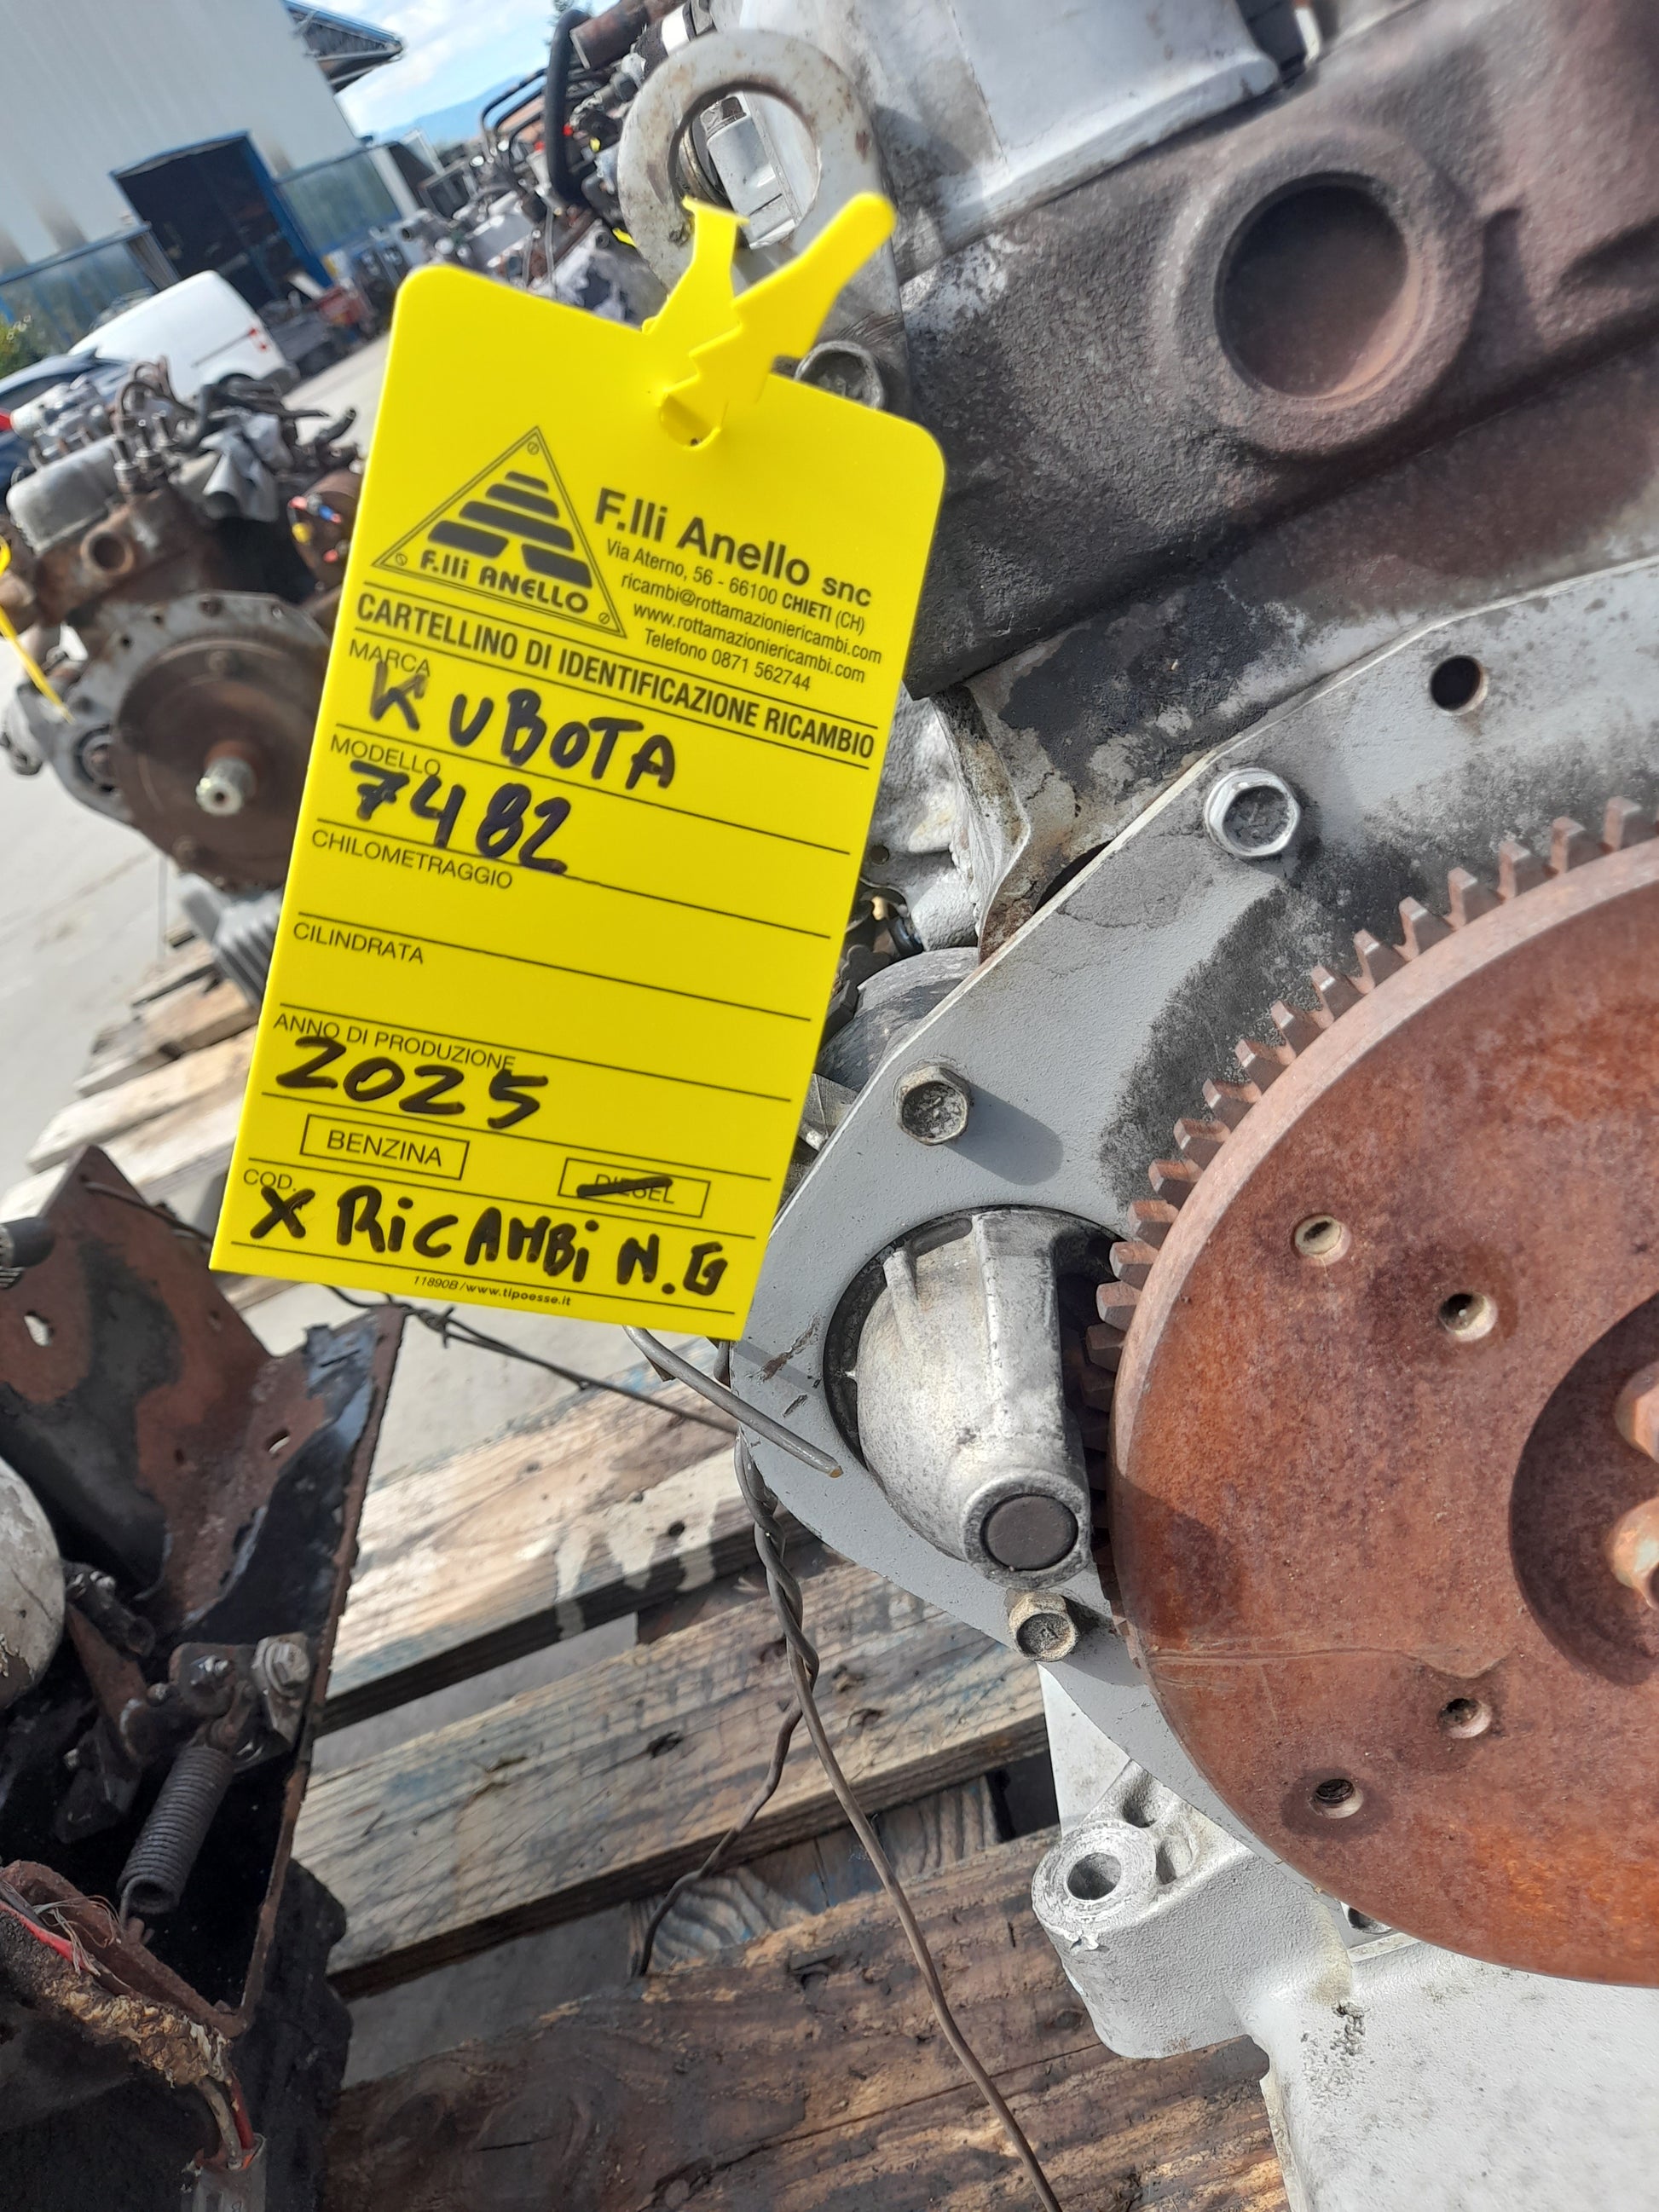 F.lli ANELLO
F.lli Anello snc
Via Aterno, 56 - 66100 CHIETI (CH)
ricambi@rottamazioniericambi.com
www.rottamazioniericambi.com
Telefono 0871 562744
CARTELLINO DI IDENTIFICAZIONE RICAMBIO
MARCA
KUBOTA
MODELLO
7482
CHILOMETRAGGIO
CILINDRATA
ANNO DI PRODUZIONE
2025
BENZINA DIESEL
COD.
X RiCAMBi N.G
11890B/www.tipoesse.it